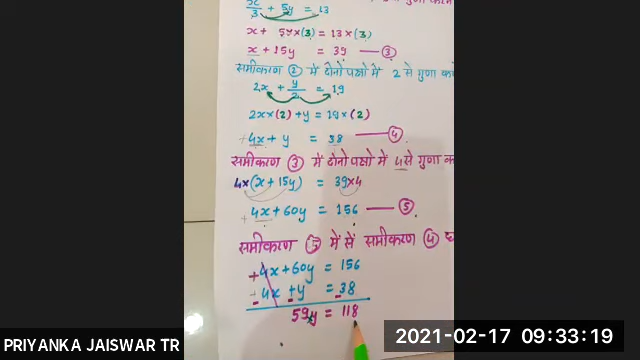 x/3 + 5y = 13
x + 5y×(3) = 13×(3)
x + 15y = 39 — ③
समीकरण ② में दोनों पक्षो में 2 से गुणा
2x + y/2 = 19
2x×(2) + y = 19×(2)
4x + y = 38 — ④
समीकरण ③ में दोनों पक्षो में 4 से गुणा
4×(x + 15y) = 39×4
4x + 60y = 156 — ⑤
समीकरण ⑤ में सें समीकरण ④
4x + 60y = 156
4x + y = 38
59y = 118
PRIYANKA JAISWAR TR
2021-02-17 09:33:19